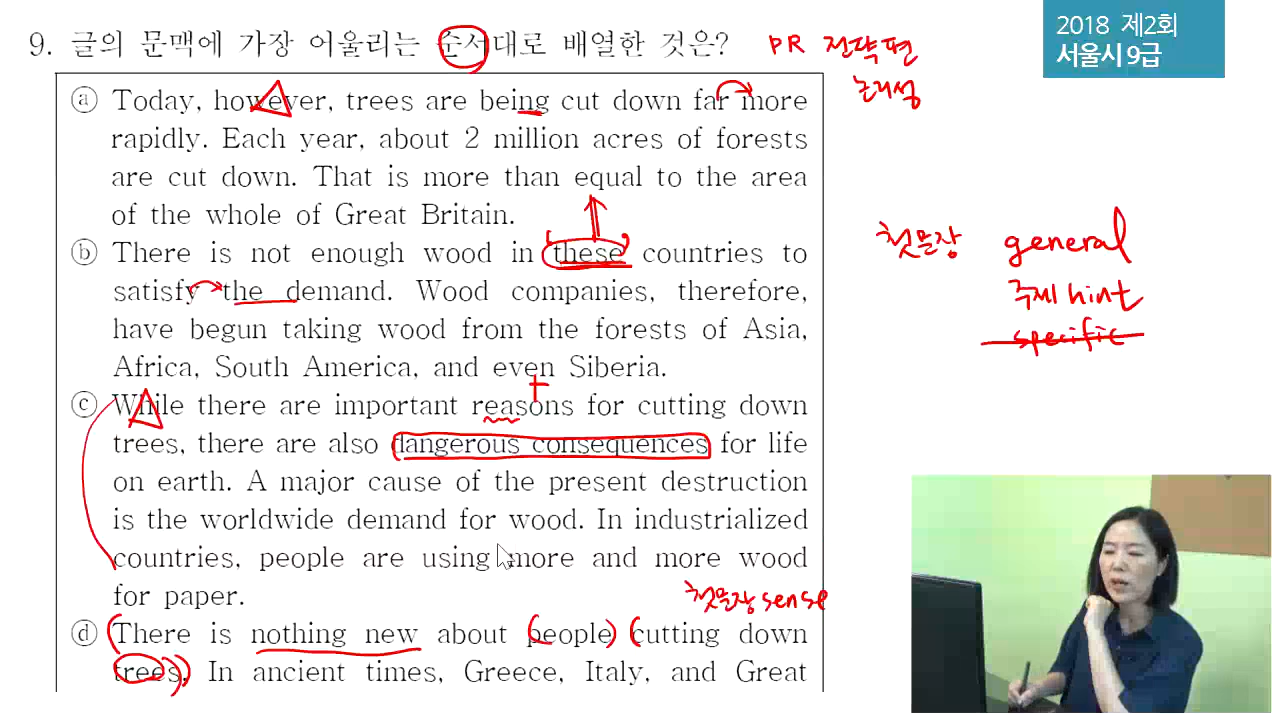 9. 글의 문맥에 가장 어울리는 순서대로 배열한 것은?
PR 전략편
논리성
2018 제2회
서울시 9급
ⓐ Today, however, trees are being cut down far more
rapidly. Each year, about 2 million acres of forests
are cut down. That is more than equal to the area
of the whole of Great Britain.
ⓑ There is not enough wood in these countries to
satisfy the demand. Wood companies, therefore,
have begun taking wood from the forests of Asia,
Africa, South America, and even Siberia.
ⓒ While there are important reasons for cutting down
trees, there are also dangerous consequences for life
on earth. A major cause of the present destruction
is the worldwide demand for wood. In industrialized
countries, people are using more and more wood
for paper.
ⓓ There is nothing new about people cutting down
trees. In ancient times, Greece, Italy, and Great
첫문장 sense
첫문장 general
주제 hint
specific